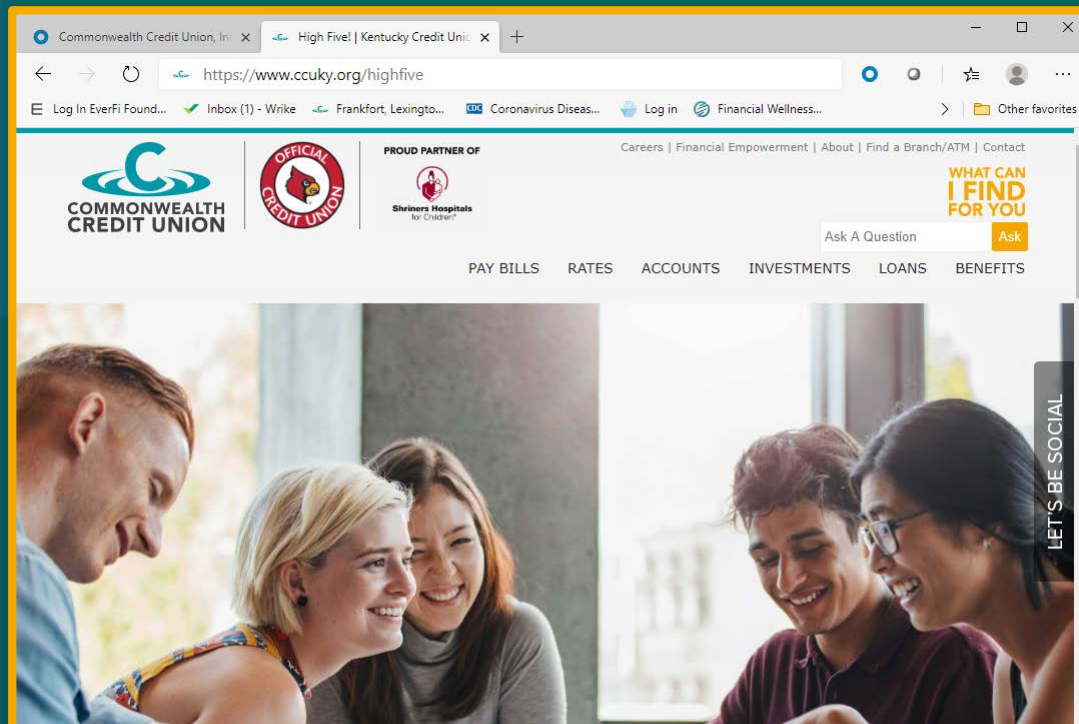 Commonwealth Credit Union, In
High Five! | Kentucky Credit Unio
https://www.ccuky.org/highfive
Log In EverFi Found...
Inbox (1) - Wrike
Frankfort, Lexingto...
CDC
Coronavirus Diseas...
Log in
Financial Wellness...
Other favorites
Careers | Financial Empowerment | About | Find a Branch/ATM | Contact
COMMONWEALTH
CREDIT UNION
OFFICIAL
CREDIT UNION
PROUD PARTNER OF
Shriners Hospitals
for Children®
WHAT CAN
I FIND
FOR YOU
Ask A Question
Ask
PAY BILLS RATES ACCOUNTS INVESTMENTS LOANS BENEFITS
LET'S BE SOCIAL